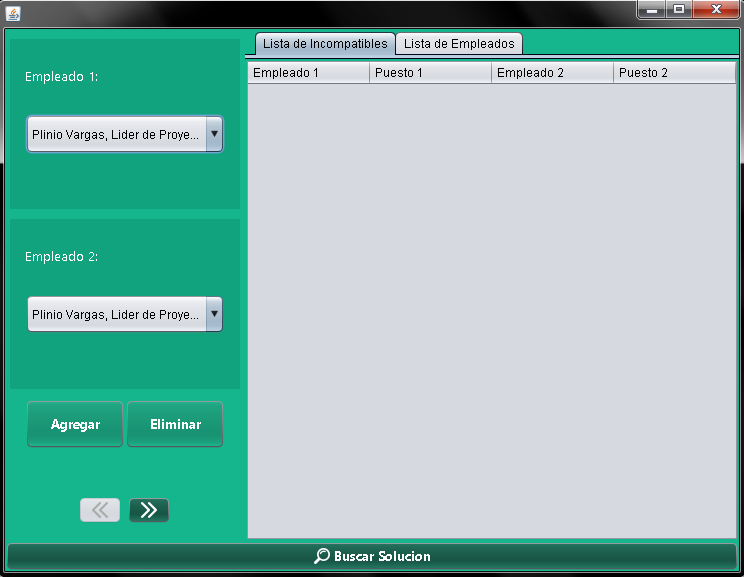 Lista de Incompatibles
Lista de Empleados
Empleado 1:
Plinio Vargas, Lider de Proye...
Empleado 2:
Plinio Vargas, Lider de Proye...
Agregar
Eliminar
Empleado 1
Puesto 1
Empleado 2
Puesto 2
Buscar Solucion